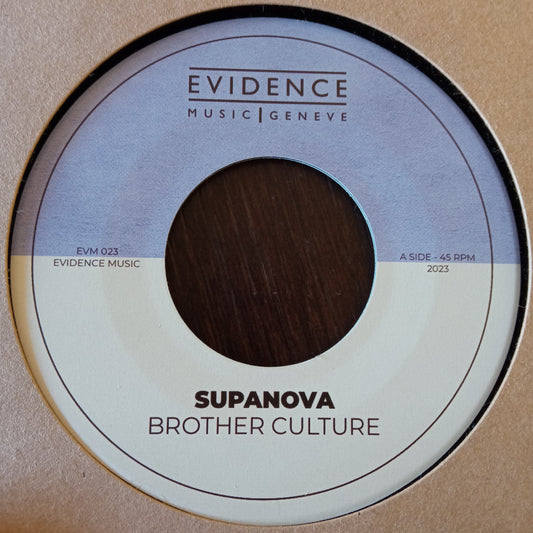 EVIDENCE
MUSIC | GENEVE
EVM 023
EVIDENCE MUSIC
A SIDE - 45 RPM
2023
SUPANOVA
BROTHER CULTURE